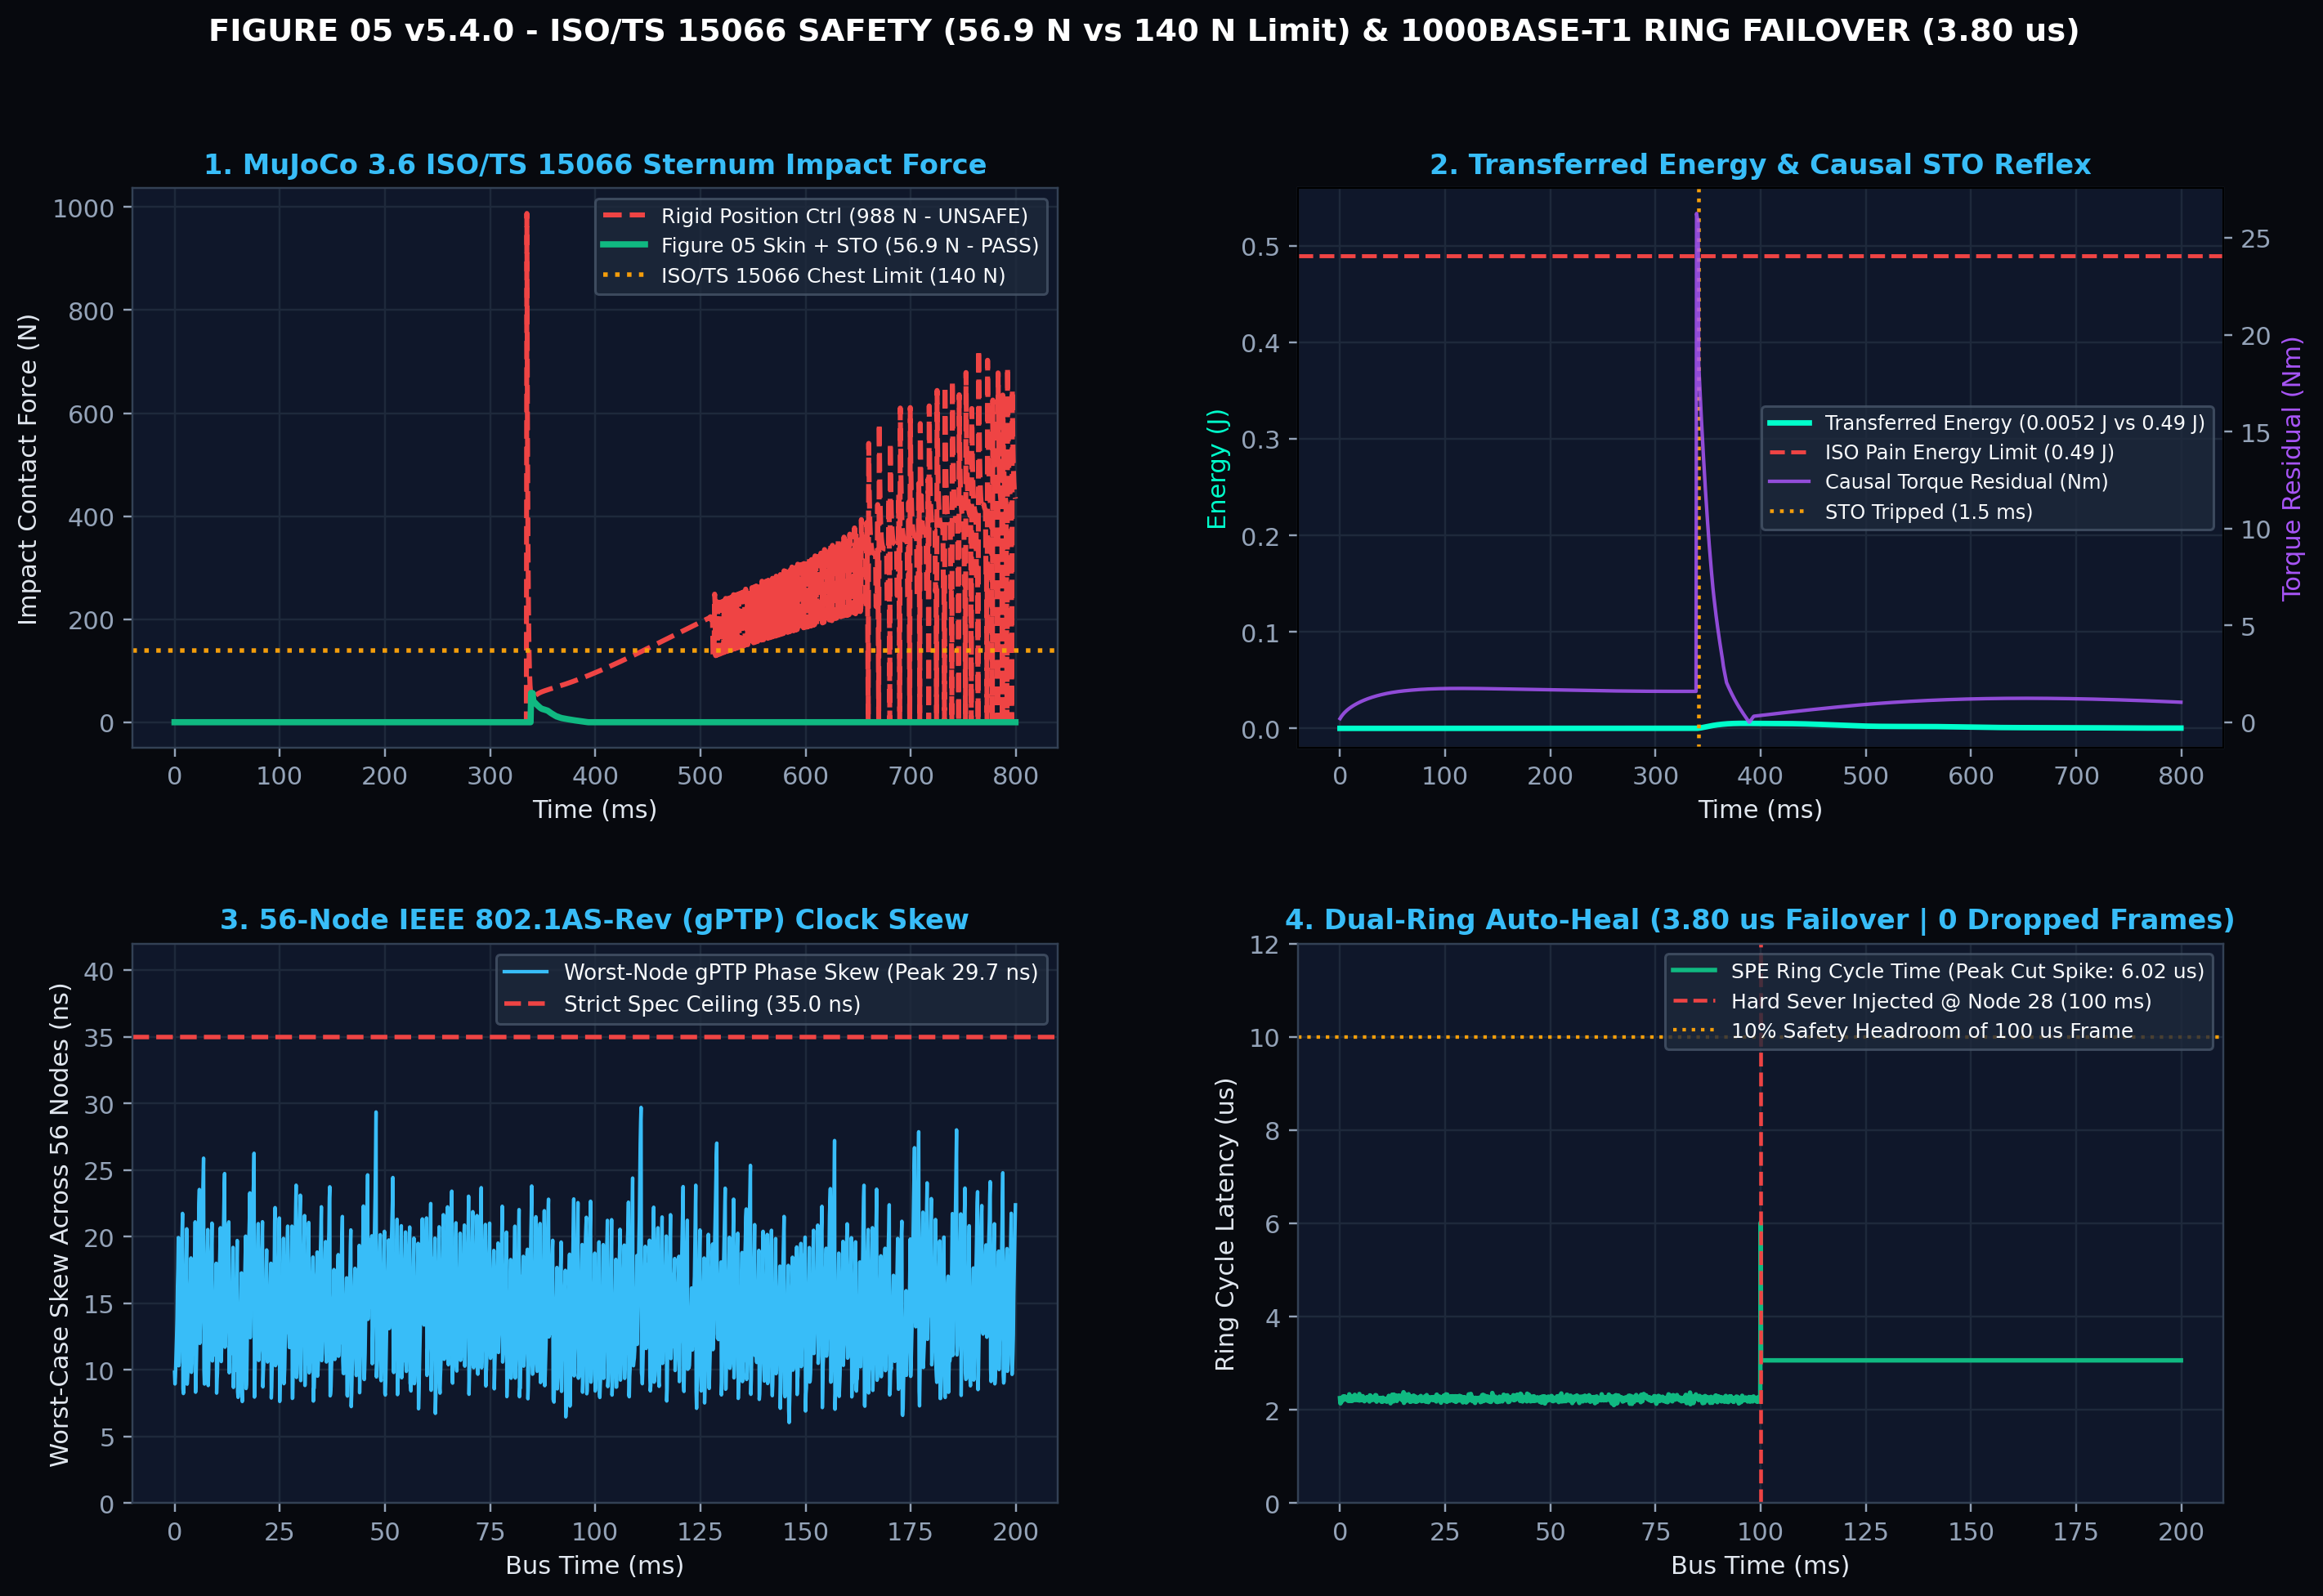 FIGURE 05 v5.4.0 - ISO/TS 15066 SAFETY (56.9 N vs 140 N Limit) & 1000BASE-T1 RING FAILOVER (3.80 us)
1. MuJoCo 3.6 ISO/TS 15066 Sternum Impact Force
Impact Contact Force (N)
1000
800
600
400
200
0
Rigid Position Ctrl (988 N - UNSAFE)
Figure 05 Skin + STO (56.9 N - PASS)
ISO/TS 15066 Chest Limit (140 N)
0 100 200 300 400 500 600 700 800
Time (ms)
2. Transferred Energy & Causal STO Reflex
Energy (J)
0.5
0.4
0.3
0.2
0.1
0.0
Transferred Energy (0.0052 J vs 0.49 J)
ISO Pain Energy Limit (0.49 J)
Causal Torque Residual (Nm)
STO Tripped (1.5 ms)
25
20
15
10
5
0
Torque Residual (Nm)
0 100 200 300 400 500 600 700 800
Time (ms)
3. 56-Node IEEE 802.1AS-Rev (gPTP) Clock Skew
Worst-Case Skew Across 56 Nodes (ns)
40
35
30
25
20
15
10
5
0
Worst-Node gPTP Phase Skew (Peak 29.7 ns)
Strict Spec Ceiling (35.0 ns)
0 25 50 75 100 125 150 175 200
Bus Time (ms)
4. Dual-Ring Auto-Heal (3.80 us Failover | 0 Dropped Frames)
Ring Cycle Latency (us)
12
10
8
6
4
2
0
SPE Ring Cycle Time (Peak Cut Spike: 6.02 us)
Hard Sever Injected @ Node 28 (100 ms)
10% Safety Headroom of 100 us Frame
0 25 50 75 100 125 150 175 200
Bus Time (ms)